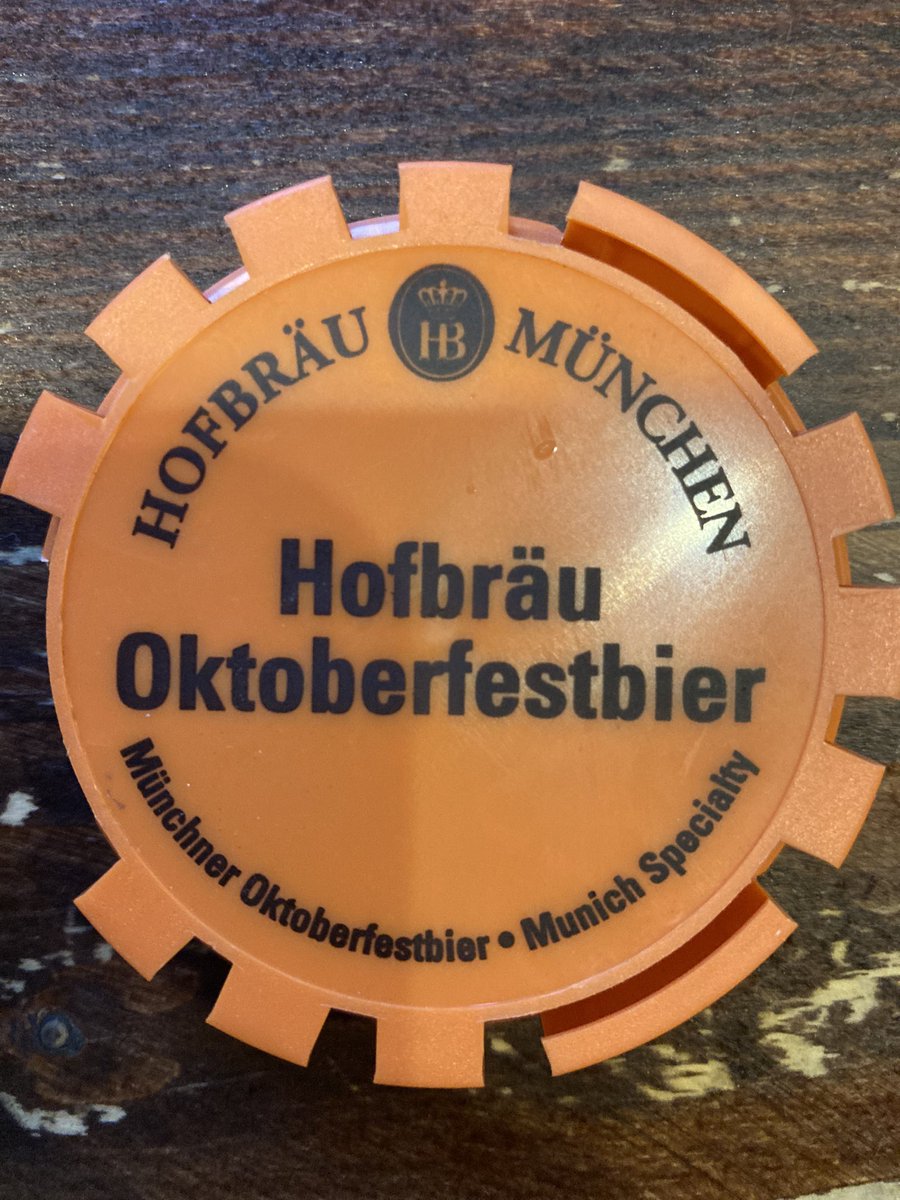 HOFBRÄU HB MÜNCHEN
Hofbräu
Oktoberfestbier
Münchner Oktoberfestbier • Munich Specialty